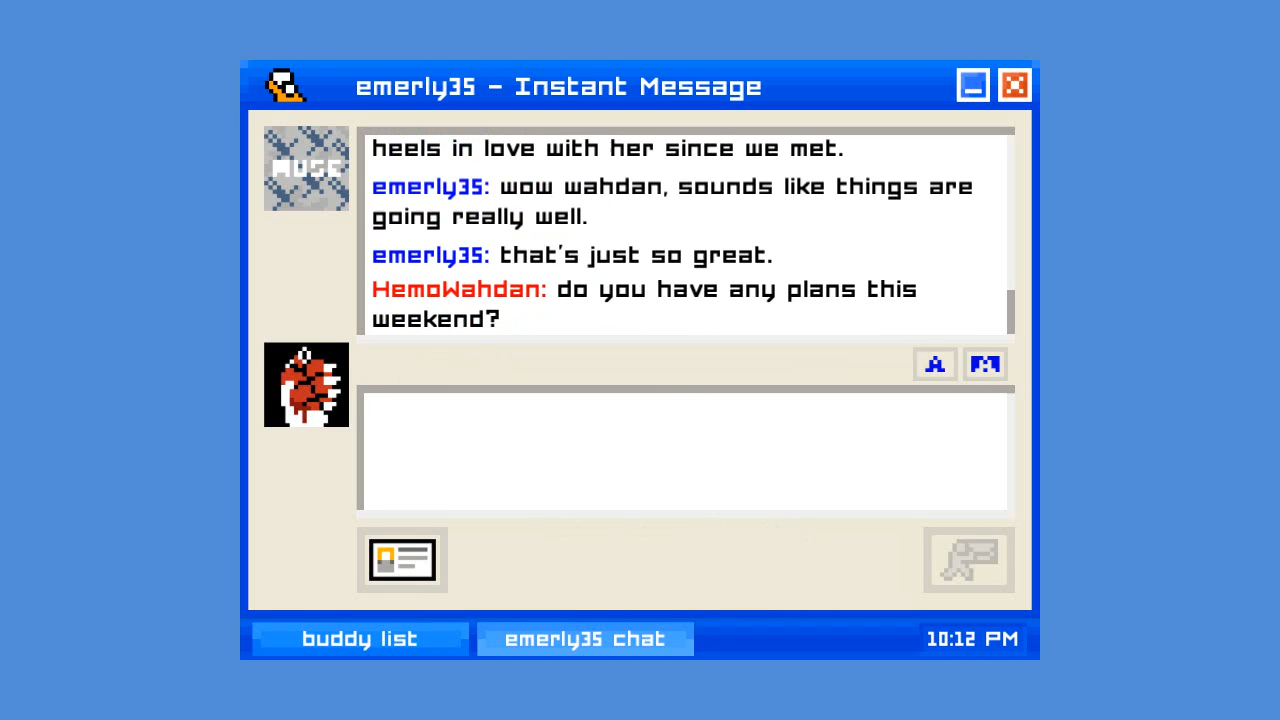 emerly35 - Instant Message
MUSE
heels in love with her since we met.
emerly35: wow wahdan, sounds like things are
going really well.
emerly35: that's just so great.
HemoWahdan: do you have any plans this
weekend?
A A
buddy list
emerly35 chat
10:12 PM